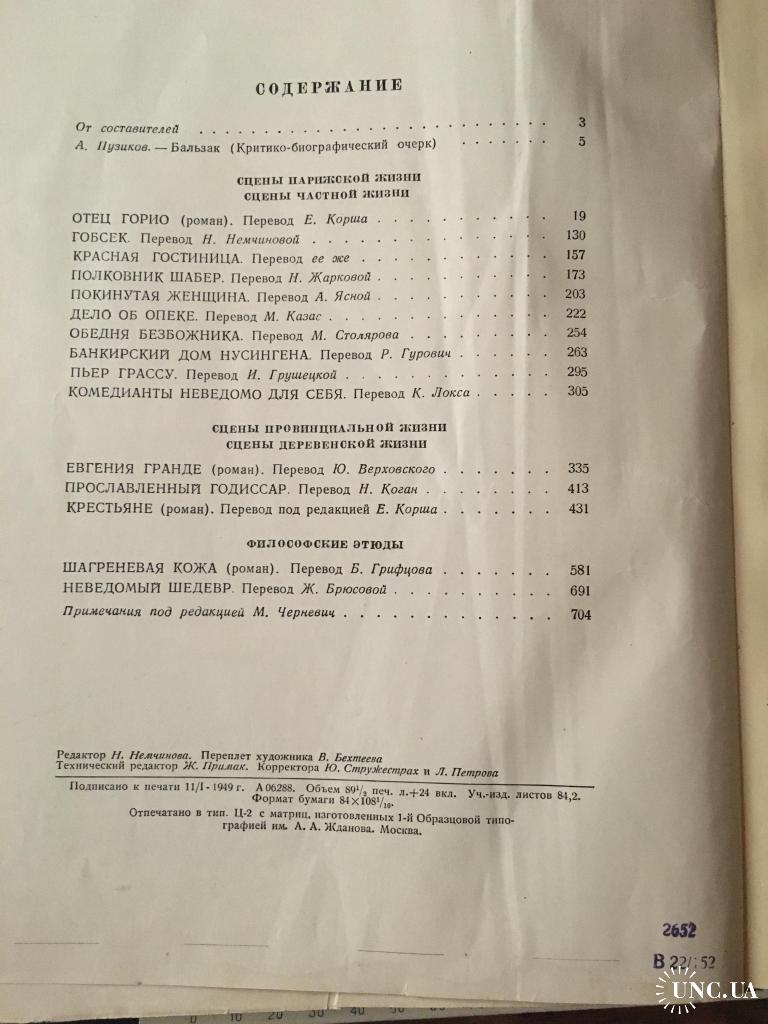 СОДЕРЖАНИЕ
От составителей . . . . . . . . . . . . . . . . . . . . . . . . 3
А. Пузиков. — Бальзак (Критико-биографический очерк) . . . . . . 5
СЦЕНЫ ПАРИЖСКОЙ ЖИЗНИ
СЦЕНЫ ЧАСТНОЙ ЖИЗНИ
ОТЕЦ ГОРИО (роман). Перевод Е. Корша . . . . . . . . . . . 19
ГОБСЕК. Перевод Н. Немчиновой . . . . . . . . . . . . . . . 130
КРАСНАЯ ГОСТИНИЦА. Перевод ее же . . . . . . . . . . . . 157
ПОЛКОВНИК ШАБЕР. Перевод Н. Жарковой . . . . . . . . . . . 173
ПОКИНУТАЯ ЖЕНЩИНА. Перевод А. Ясной . . . . . . . . . . . 203
ДЕЛО ОБ ОПЕКЕ. Перевод М. Казас . . . . . . . . . . . . . . 222
ОБЕДНЯ БЕЗБОЖНИКА. Перевод М. Столярова . . . . . . . . . 254
БАНКИРСКИЙ ДОМ НУСИНГЕНА. Перевод Р. Гурович . . . . . . 263
ПЬЕР ГРАССУ. Перевод И. Грушецкой . . . . . . . . . . . . . 295
КОМЕДИАНТЫ НЕВЕДОМО ДЛЯ СЕБЯ. Перевод К. Локса . . . . . 305
СЦЕНЫ ПРОВИНЦИАЛЬНОЙ ЖИЗНИ
СЦЕНЫ ДЕРЕВЕНСКОЙ ЖИЗНИ
ЕВГЕНИЯ ГРАНДЕ (роман). Перевод Ю. Верховского . . . . . . . 335
ПРОСЛАВЛЕННЫЙ ГОДИССАР. Перевод Н. Коган . . . . . . . . 413
КРЕСТЬЯНЕ (роман). Перевод под редакцией Е. Корша . . . . . . 431
ФИЛОСОФСКИЕ ЭТЮДЫ
ШАГРЕНЕВАЯ КОЖА (роман). Перевод Б. Грифцова . . . . . . . 581
НЕВЕДОМЫЙ ШЕДЕВР. Перевод Ж. Брюсовой . . . . . . . . . . 691
Примечания под редакцией М. Черневич . . . . . . . . . . . . . 704
Редактор Н. Немчинова. Переплет художника В. Бехтеева
Технический редактор Ж. Примак. Корректора Ю. Стружестрах и Л. Петрова
Подписано к печати 11/I-1949 г. А 06288. Объем 89¹/₂ печ. л.+24 вкл. Уч.-изд. листов 84,2.
Формат бумаги 84×108¹/₁₆.
Отпечатано в тип. Ц-2 с матриц, изготовленных 1-й Образцовой типо-
графией им. А. А. Жданова. Москва.
2652
В
UNC.UA
0 10 20 30 40 50